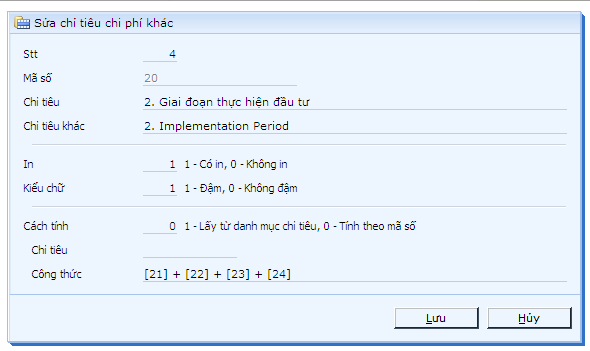 Sửa chỉ tiêu chi phí khác
Stt 4
Mã số 20
Chỉ tiêu 2. Giai đoạn thực hiện đầu tư
Chỉ tiêu khác 2. Implementation Period
In 1 1 - Có in, 0 - Không in
Kiểu chữ 1 1 - Đậm, 0 - Không đậm
Cách tính 0 1 - Lấy từ danh mục chỉ tiêu, 0 - Tính theo mã số
Chỉ tiêu
Công thức [21] + [22] + [23] + [24]
Lưu Hủy